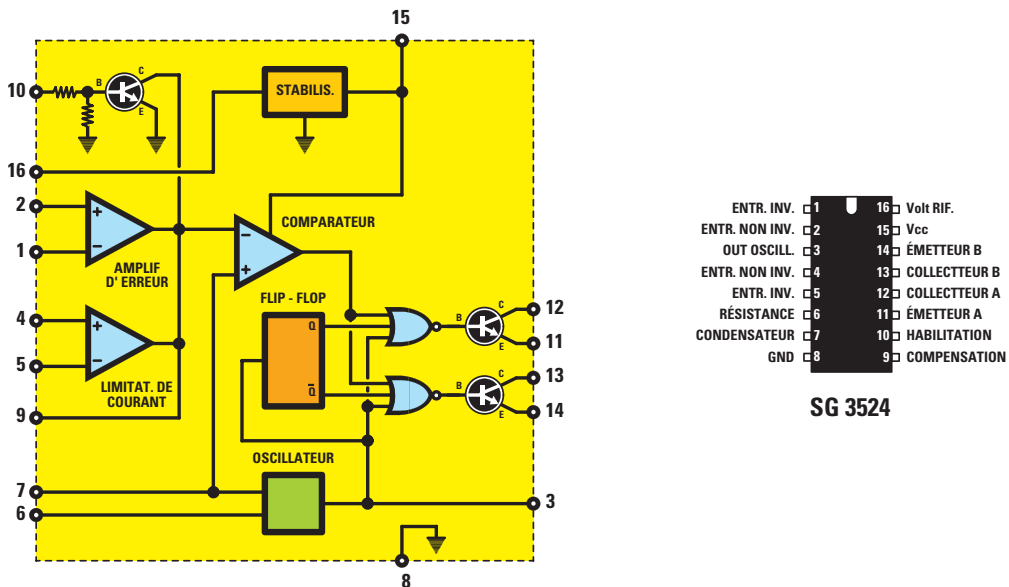 15
10
B
C
E
STABILIS.
16
2
+
−
1
AMPLIF
D' ERREUR
COMPARATEUR
−
+
4
+
−
5
LIMITAT. DE
COURANT
9
FLIP - FLOP
Q
Q̅
B
C
E
12
11
B
C
E
13
14
OSCILLATEUR
7
6
3
8
ENTR. INV. 1 16 Volt RIF.
ENTR. NON INV. 2 15 Vcc
OUT OSCILL. 3 14 ÉMETTEUR B
ENTR. NON INV. 4 13 COLLECTTEUR B
ENTR. INV. 5 12 COLLECTTEUR A
RÉSISTANCE 6 11 ÉMETTEUR A
CONDENSATEUR 7 10 HABILITATION
GND 8 9 COMPENSATION
SG 3524